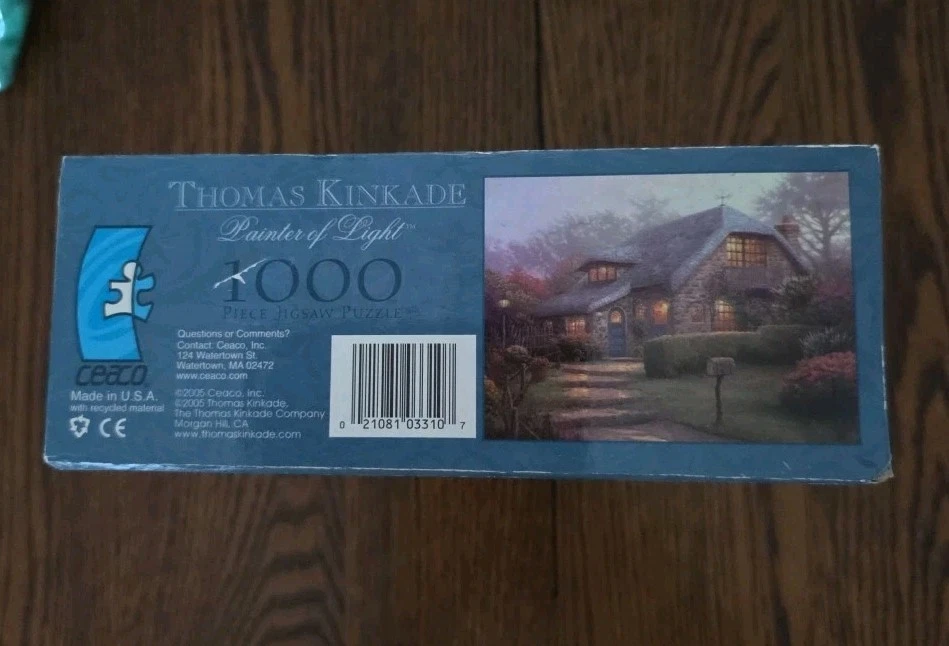 THOMAS KINKADE
Painter of Light™
1000
PIECE JIGSAW PUZZLE
Questions or Comments?
Contact: Ceaco, Inc.
124 Watertown St.
Watertown, MA 02472
www.ceaco.com
©2005 Ceaco, Inc.
©2005 Thomas Kinkade,
The Thomas Kinkade Company
Morgan Hill, CA
www.thomaskinkade.com
ceaco
Made in U.S.A.
with recycled material
CE
0 21081 03310 7